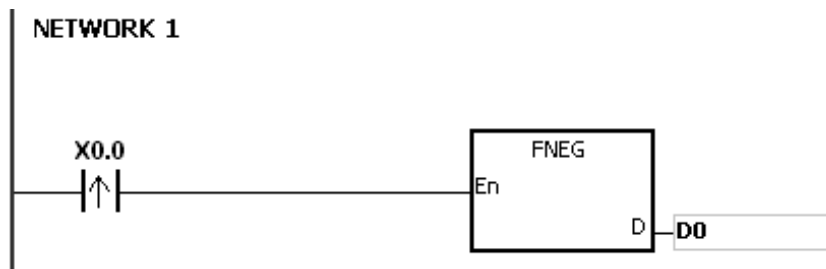 NETWORK 1
X0.0
FNEG
En
D
D0